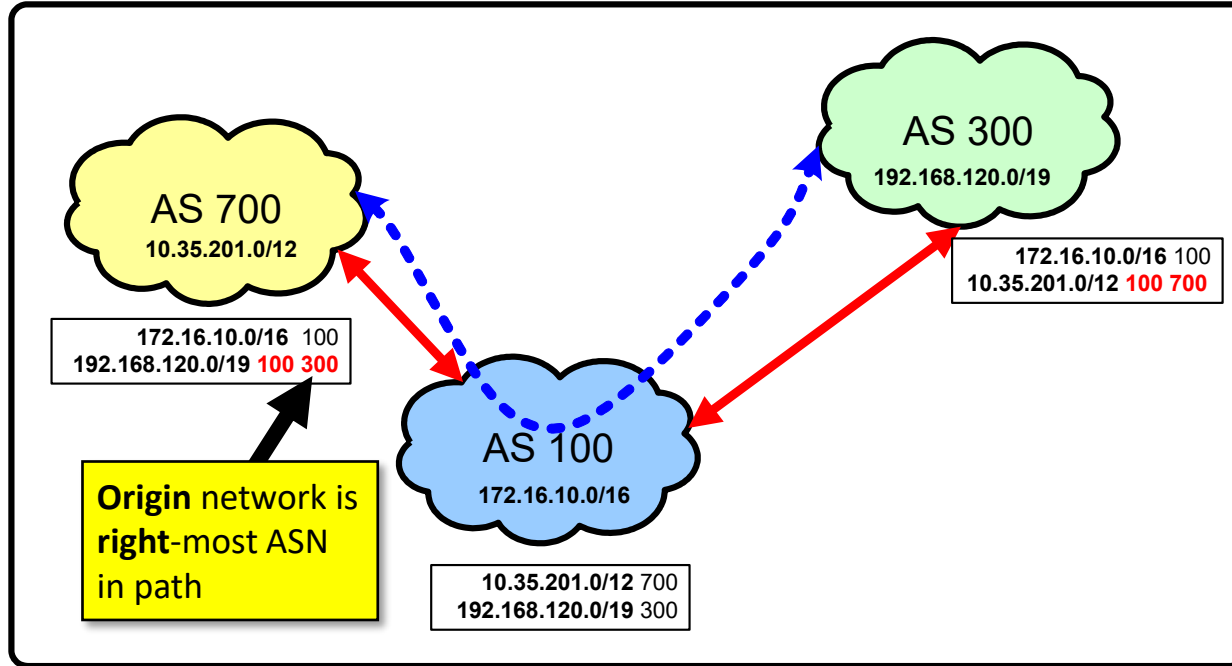 AS 700
10.35.201.0/12
AS 300
192.168.120.0/19
172.16.10.0/16 100
10.35.201.0/12 100 700
172.16.10.0/16 100
192.168.120.0/19 100 300
AS 100
172.16.10.0/16
Origin network is
right-most ASN
in path
10.35.201.0/12 700
192.168.120.0/19 300